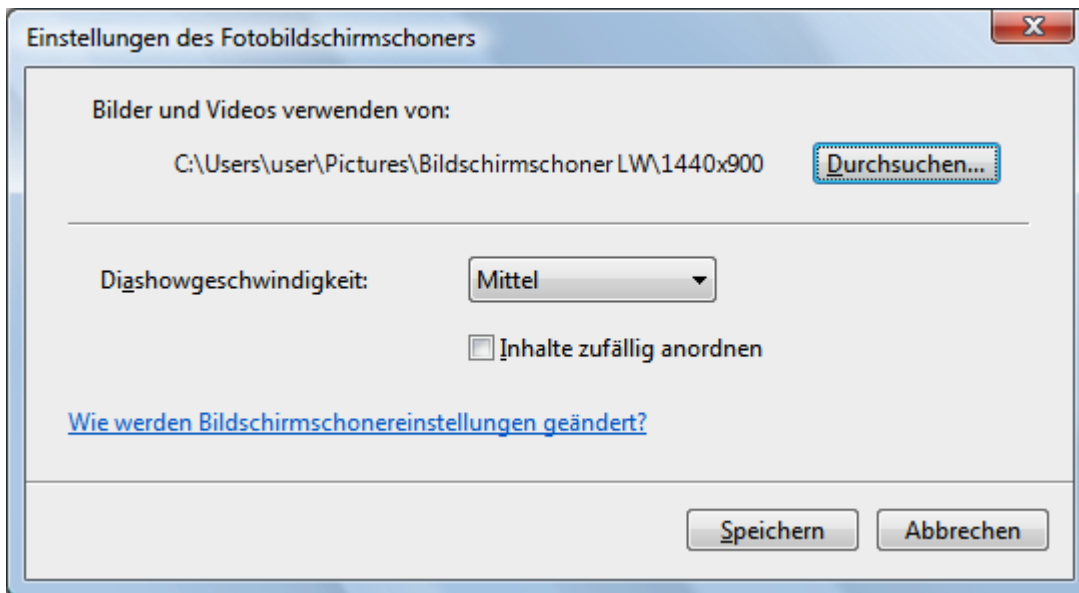 Einstellungen des Fotobildschirmschoners
Bilder und Videos verwenden von:
C:\Users\user\Pictures\Bildschirmschoner LW\1440x900
Durchsuchen...
Diashowgeschwindigkeit:
Mittel
Inhalte zufällig anordnen
Wie werden Bildschirmschonereinstellungen geändert?
Speichern
Abbrechen